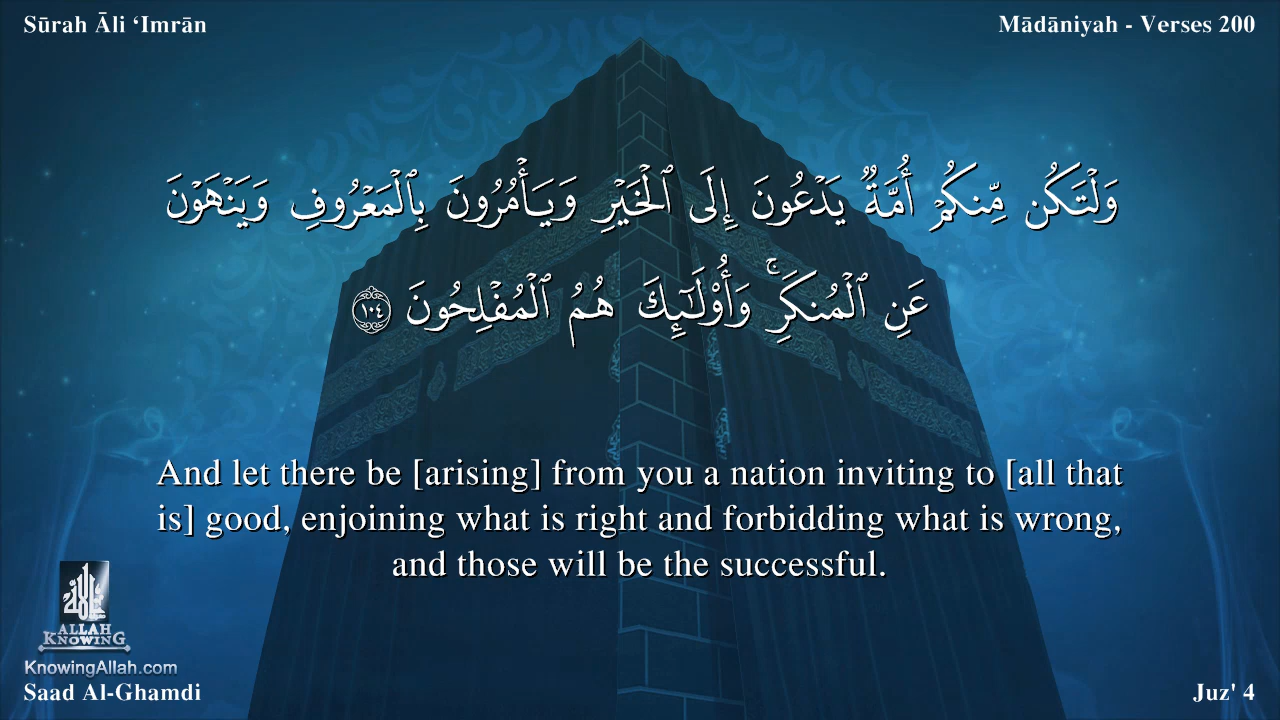 Sūrah Āli ‘Imrān
Mādāniyah - Verses 200
وَلْتَكُن مِّنكُمْ أُمَّةٌ يَدْعُونَ إِلَى ٱلْخَيْرِ وَيَأْمُرُونَ بِٱلْمَعْرُوفِ وَيَنْهَوْنَ
عَنِ ٱلْمُنكَرِ ۚ وَأُو۟لَـٰٓئِكَ هُمُ ٱلْمُفْلِحُونَ ١٠٤
And let there be [arising] from you a nation inviting to [all that
is] good, enjoining what is right and forbidding what is wrong,
and those will be the successful.
الله
ALLAH
KNOWING
KnowingAllah.com
Saad Al-Ghamdi
Juz' 4